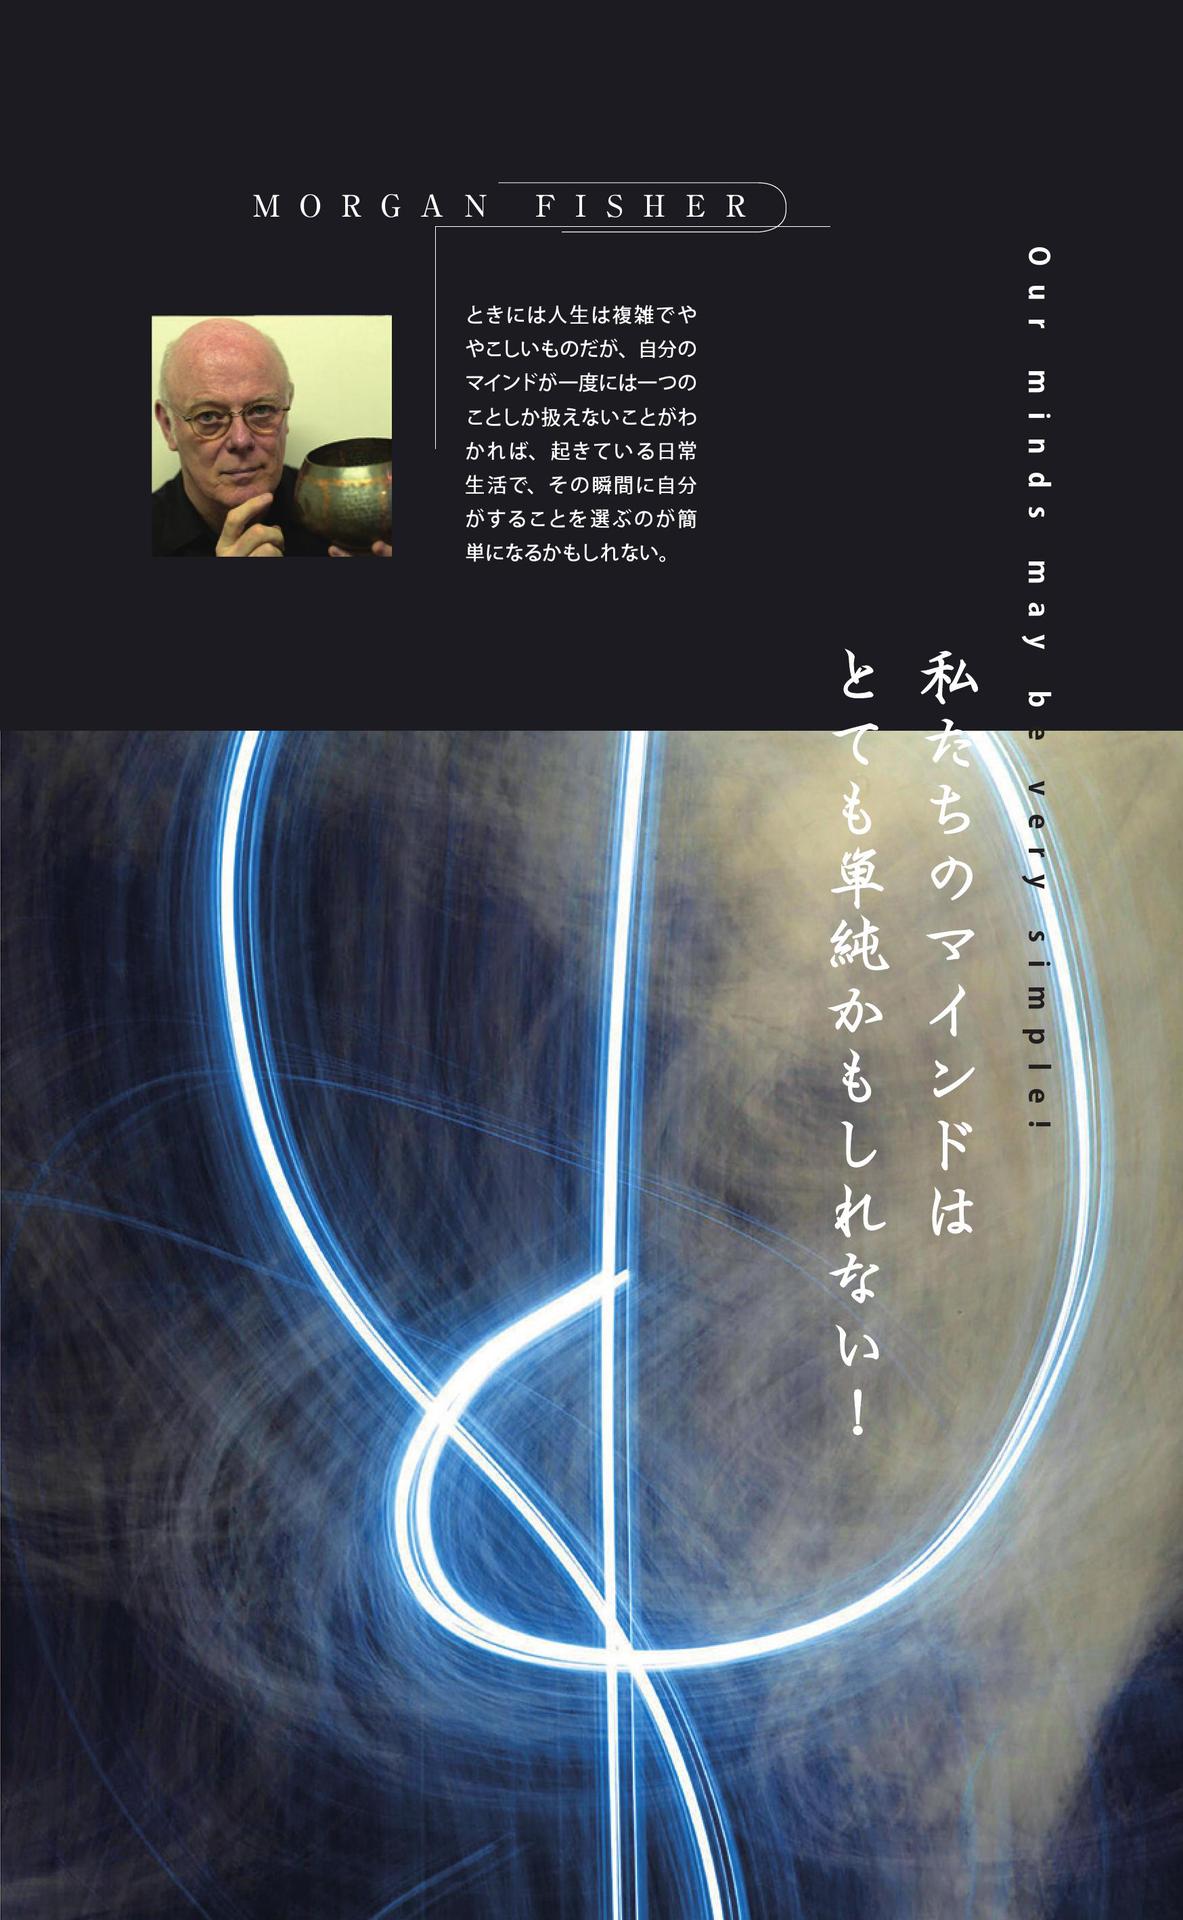 MORGAN FISHER
ときには人生は複雑でや
やこしいものだが、自分の
マインドが一度には一つの
ことしか扱えないことがわ
かれば、起きている日常
生活で、その瞬間に自分
がすることを選ぶのが簡
単になるかもしれない。
Our minds may be very simple!
私たちのマインドは
とても単純かもしれない！